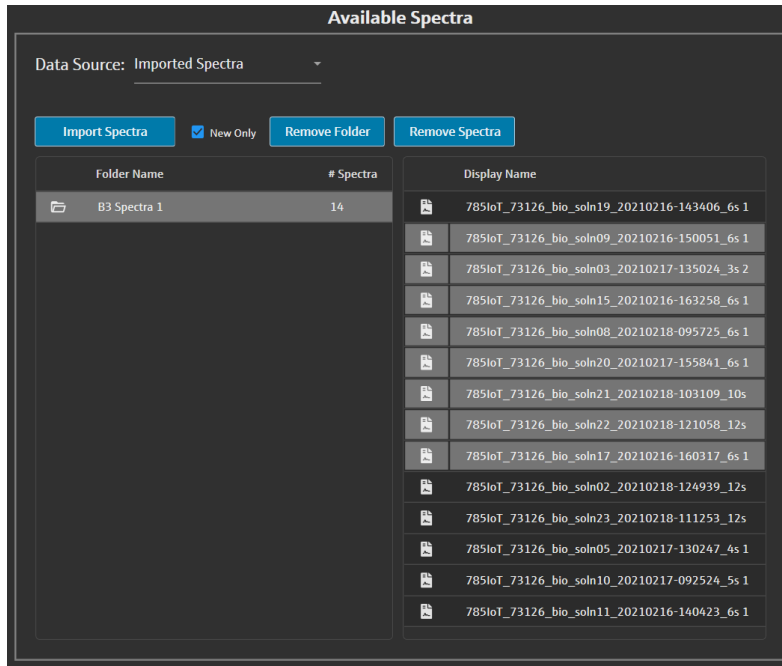 Available Spectra
Data Source: Imported Spectra
Import Spectra New Only Remove Folder Remove Spectra
Folder Name # Spectra Display Name
B3 Spectra 1 14 785IoT_73126_bio_soln19_20210216-143406_6s 1
785IoT_73126_bio_soln09_20210216-150051_6s 1
785IoT_73126_bio_soln03_20210217-135024_3s 2
785IoT_73126_bio_soln15_20210216-163258_6s 1
785IoT_73126_bio_soln08_20210218-095725_6s 1
785IoT_73126_bio_soln20_20210217-155841_6s 1
785IoT_73126_bio_soln21_20210218-103109_10s
785IoT_73126_bio_soln22_20210218-121058_12s
785IoT_73126_bio_soln17_20210216-160317_6s 1
785IoT_73126_bio_soln02_20210218-124939_12s
785IoT_73126_bio_soln23_20210218-111253_12s
785IoT_73126_bio_soln05_20210217-130247_4s 1
785IoT_73126_bio_soln10_20210217-092524_5s 1
785IoT_73126_bio_soln11_20210216-140423_6s 1